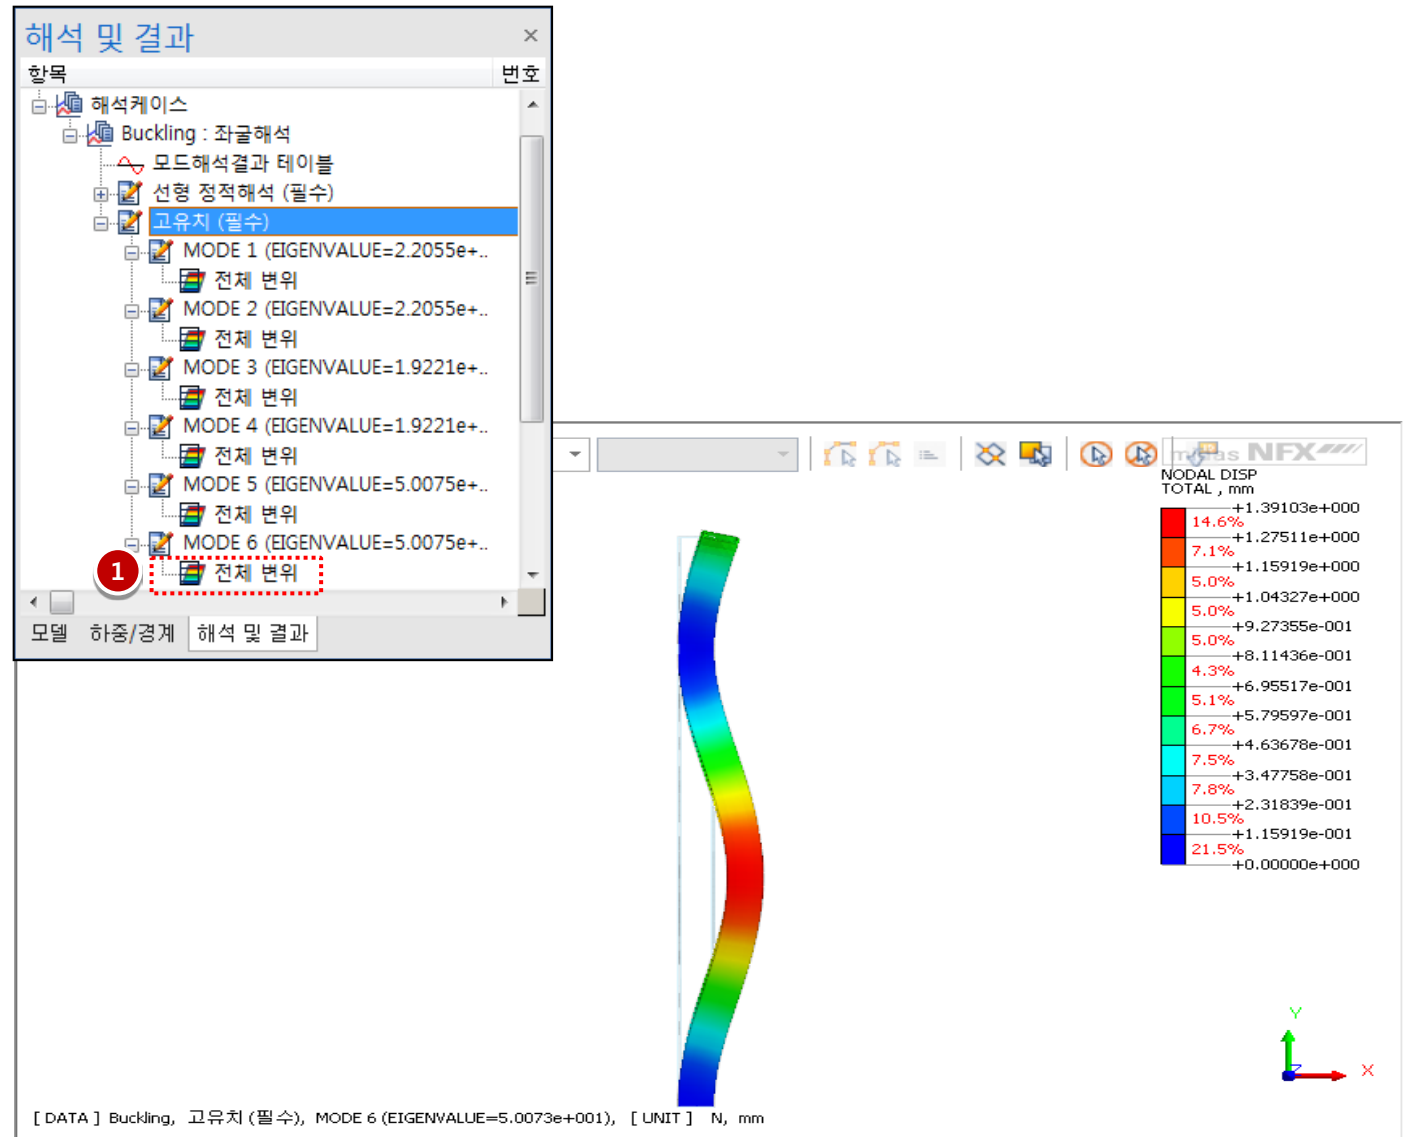 해석 및 결과
항목 번호
해석케이스
Buckling : 좌굴해석
모드해석결과 테이블
선형 정적해석 (필수)
고유치 (필수)
MODE 1 (EIGENVALUE=2.2055e+..
전체 변위
MODE 2 (EIGENVALUE=2.2055e+..
전체 변위
MODE 3 (EIGENVALUE=1.9221e+..
전체 변위
MODE 4 (EIGENVALUE=1.9221e+..
전체 변위
MODE 5 (EIGENVALUE=5.0075e+..
전체 변위
MODE 6 (EIGENVALUE=5.0075e+..
1 전체 변위
모델 하중/경계 해석 및 결과
midas NFX
NODAL DISP
TOTAL , mm
+1.39103e+000
14.6%
+1.27511e+000
7.1%
+1.15919e+000
5.0%
+1.04327e+000
5.0%
+9.27355e-001
5.0%
+8.11436e-001
4.3%
+6.95517e-001
5.1%
+5.79597e-001
6.7%
+4.63678e-001
7.5%
+3.47758e-001
7.8%
+2.31839e-001
10.5%
+1.15919e-001
21.5%
+0.00000e+000
Y
Z
X
[ DATA ] Buckling, 고유치 (필수), MODE 6 (EIGENVALUE=5.0073e+001), [ UNIT ] N, mm